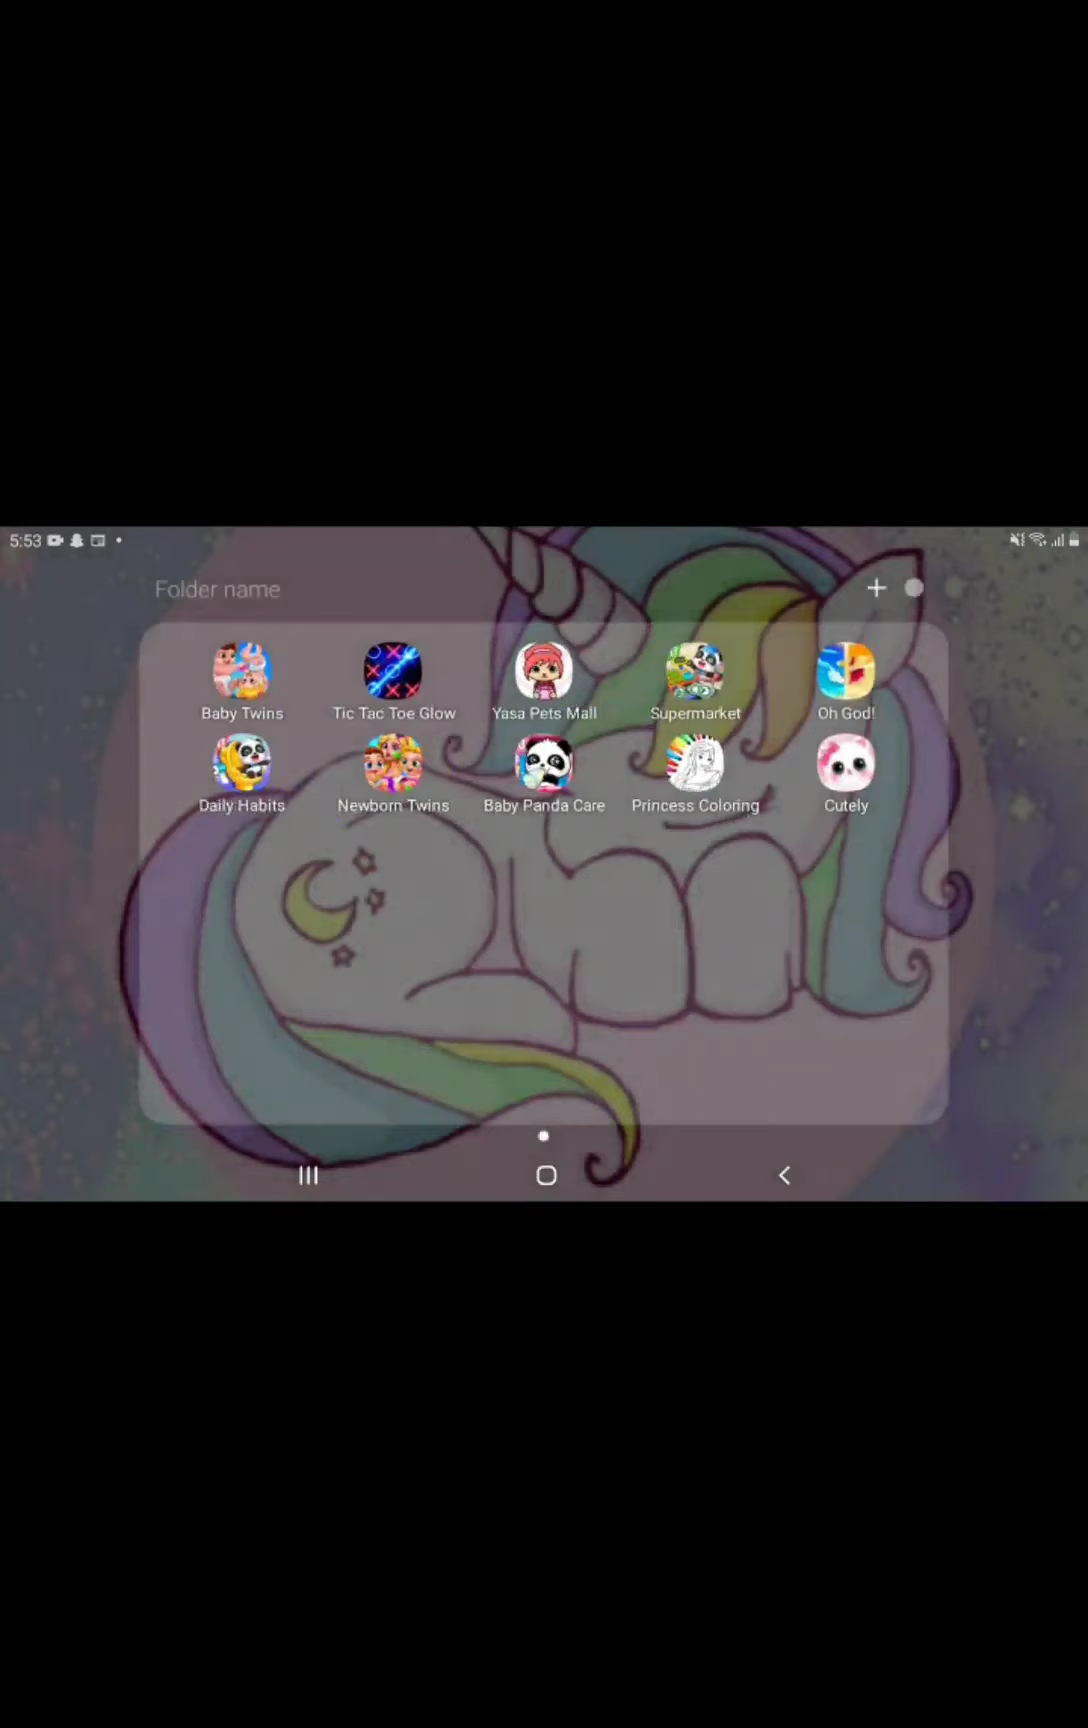 5:53
Folder name
Baby Twins Tic Tac Toe Glow Yasa Pets Mall Supermarket Oh God!
Daily Habits Newborn Twins Baby Panda Care Princess Coloring Cutely